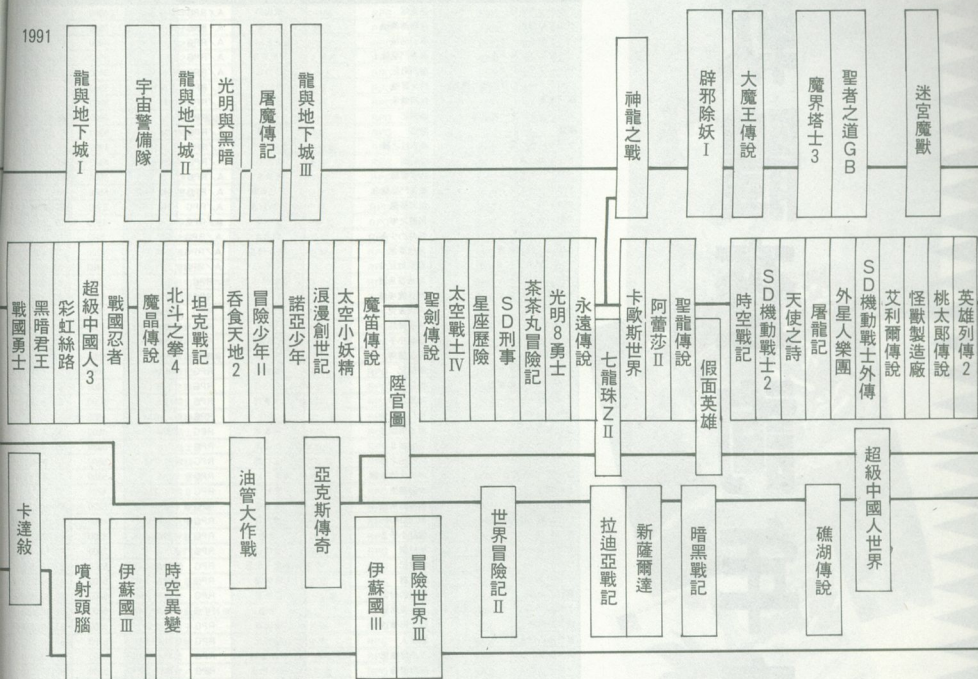 1991
龍與地下城I
宇宙警備隊
龍與地下城II
光明與黑暗
屠魔傳記
龍與地下城III
神龍之戰
辟邪除妖I
大魔王傳說
魔界塔士3
聖者之道GB
迷宮魔獸
戰國勇士
黑暗君王
彩虹絲路
超級中國人3
戰國忍者
魔晶傳說
北斗之拳4
坦克戰記
吞食天地2
冒險少年II
諾亞少年
浪漫創世記
太空小妖精
魔笛傳說
陞官圖
聖劍傳說
太空戰士IV
星座歷險
SD刑事
茶茶丸冒險記
光明8勇士
永遠傳說
七龍珠ZII
卡歐斯世界
阿蕾莎II
聖龍傳說
假面英雄
時空戰記
SD機動戰士2
天使之詩
屠龍記
外星人樂團
SD機動戰士外傳
艾利爾傳說
怪獸製造廠
桃太郎傳說
英雄列傳2
卡達敍
油管大作戰
亞克斯傳奇
世界冒險記II
拉迪亞戰記
新薩爾達
暗黑戰記
礁湖傳說
超級中國人世界
噴射頭腦
伊蘇國III
時空異變
伊蘇國III
冒險世界III